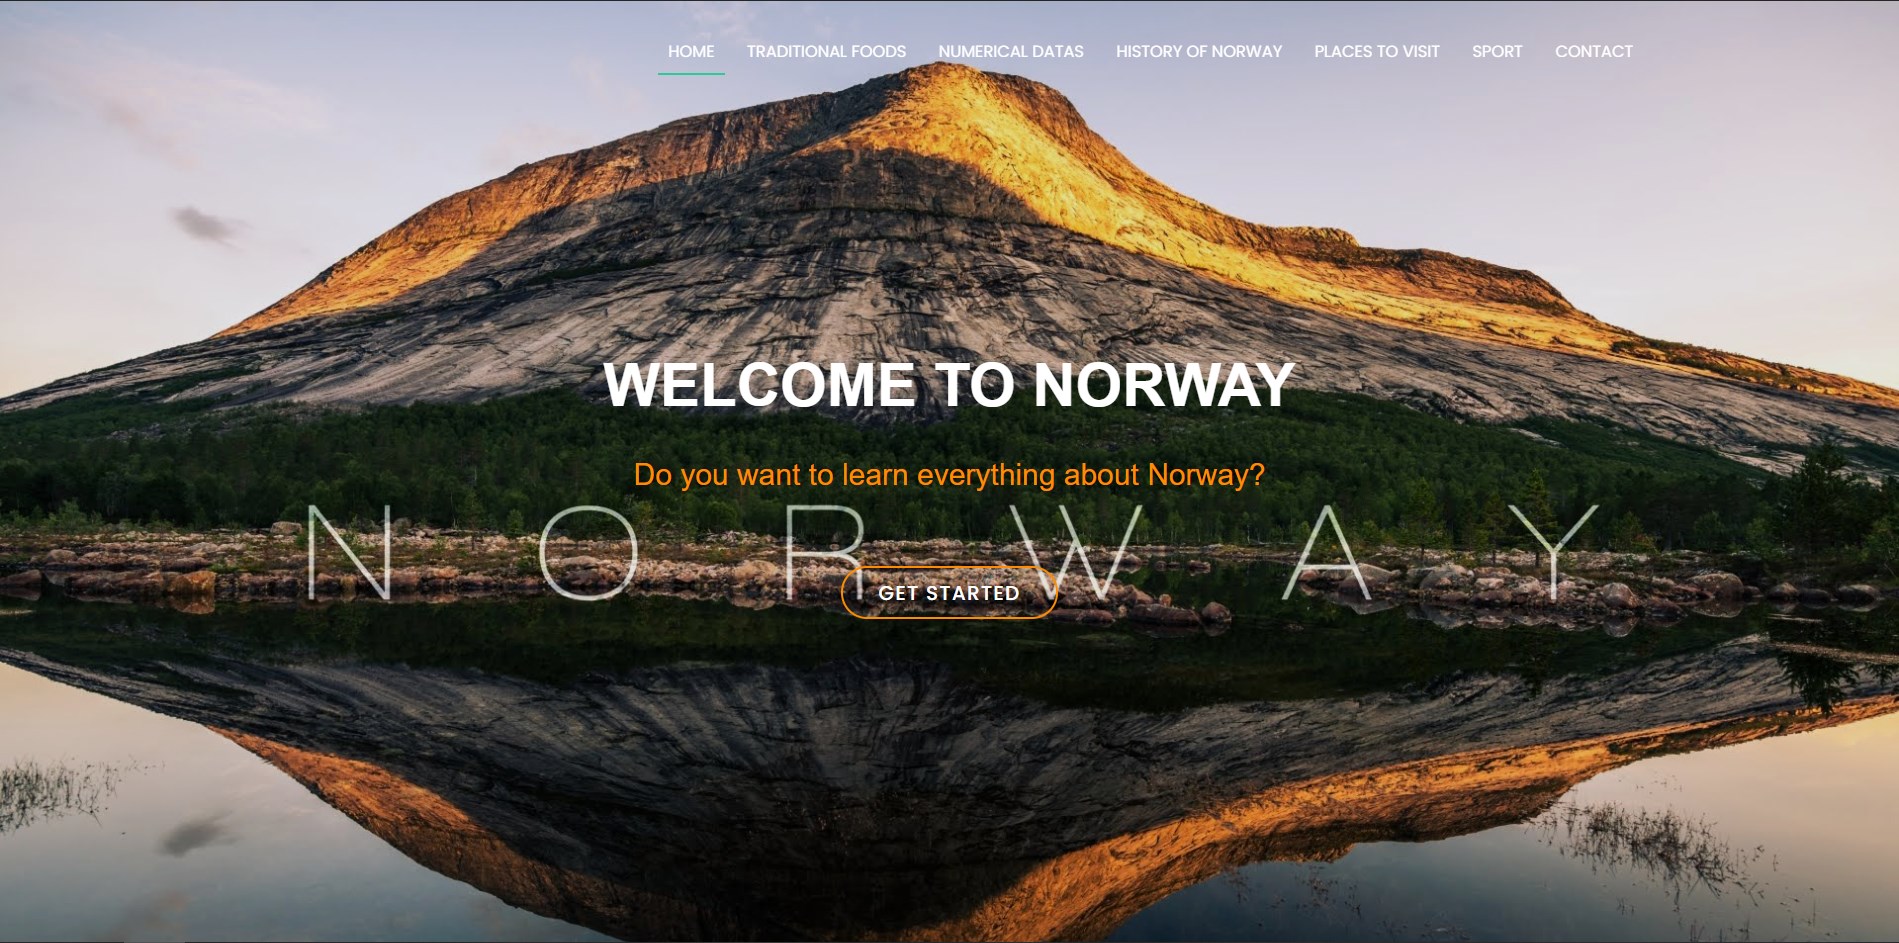 HOME TRADITIONAL FOODS NUMERICAL DATAS HISTORY OF NORWAY PLACES TO VISIT SPORT CONTACT
WELCOME TO NORWAY
Do you want to learn everything about Norway?
NORWAY
GET STARTED